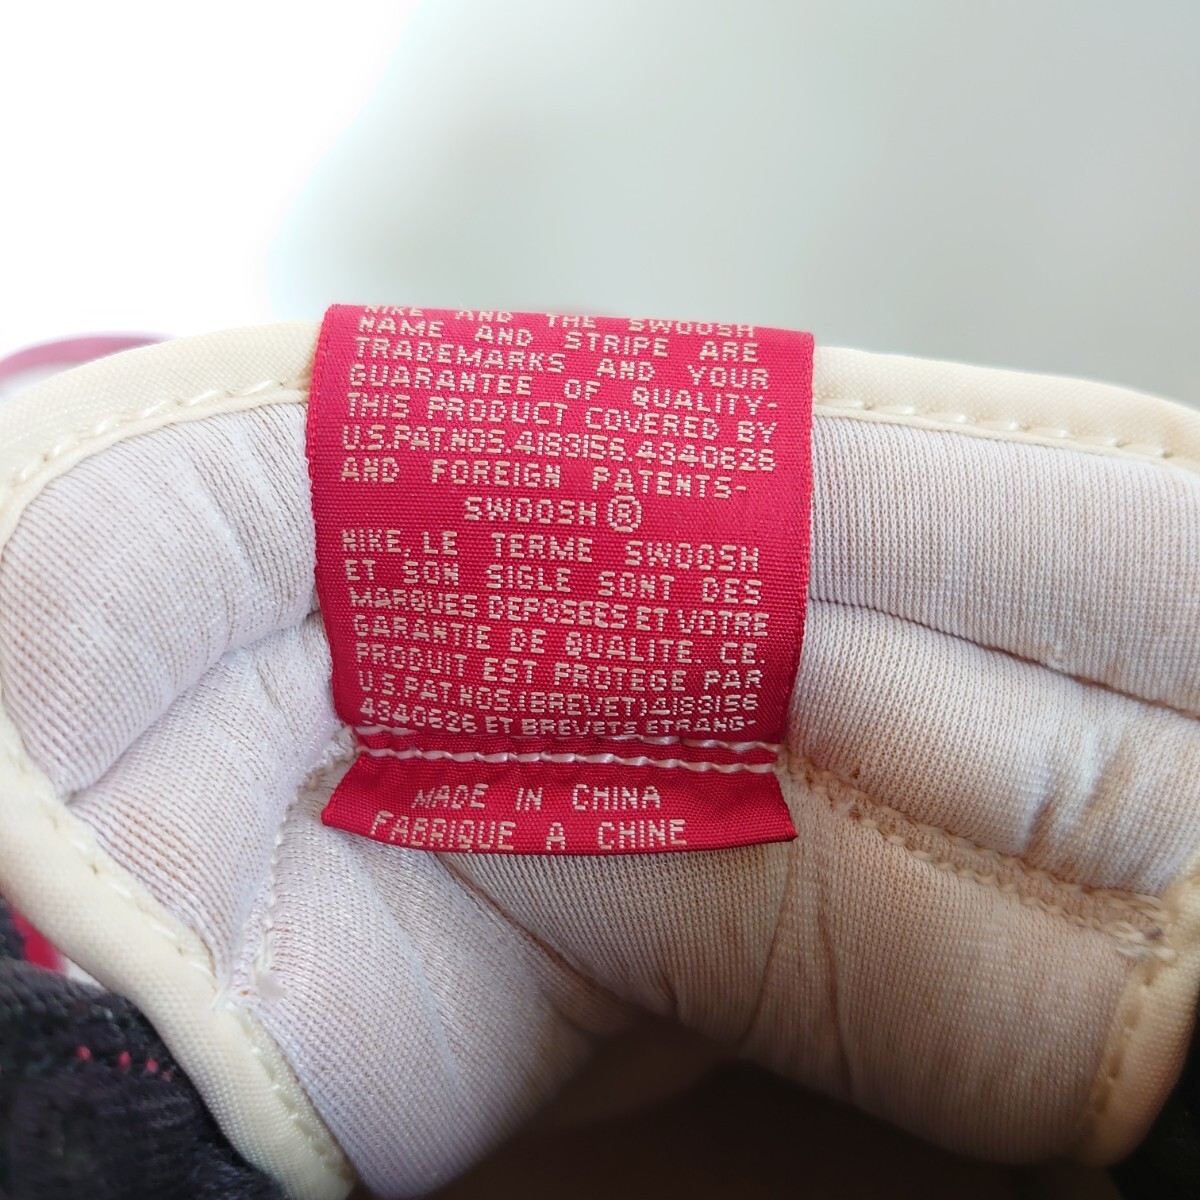 NIKE AND THE SWOOSH
NAME AND STRIPE ARE
TRADEMARKS AND YOUR
GUARANTEE OF QUALITY-
THIS PRODUCT COVERED BY
U.S.PAT.NOS.4183156,4340626
AND FOREIGN PATENTS-
SWOOSH ®
NIKE, LE TERME SWOOSH
ET SON SIGLE SONT DES
MARQUES DEPOSEES ET VOTRE
GARANTIE DE QUALITE. CE.
PRODUIT EST PROTEGE PAR
U.S.PAT.NOS.(BREVET)4183156
4340626 ET BREVETS ETRANG-
MADE IN CHINA
FABRIQUE A CHINE